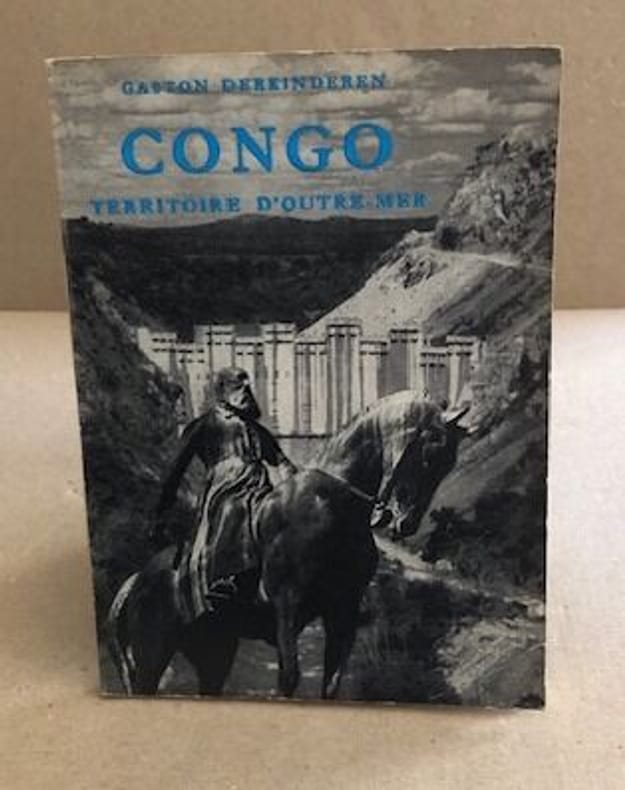 GASTON DERKINDEREN
CONGO
TERRITOIRE D'OUTRE-MER